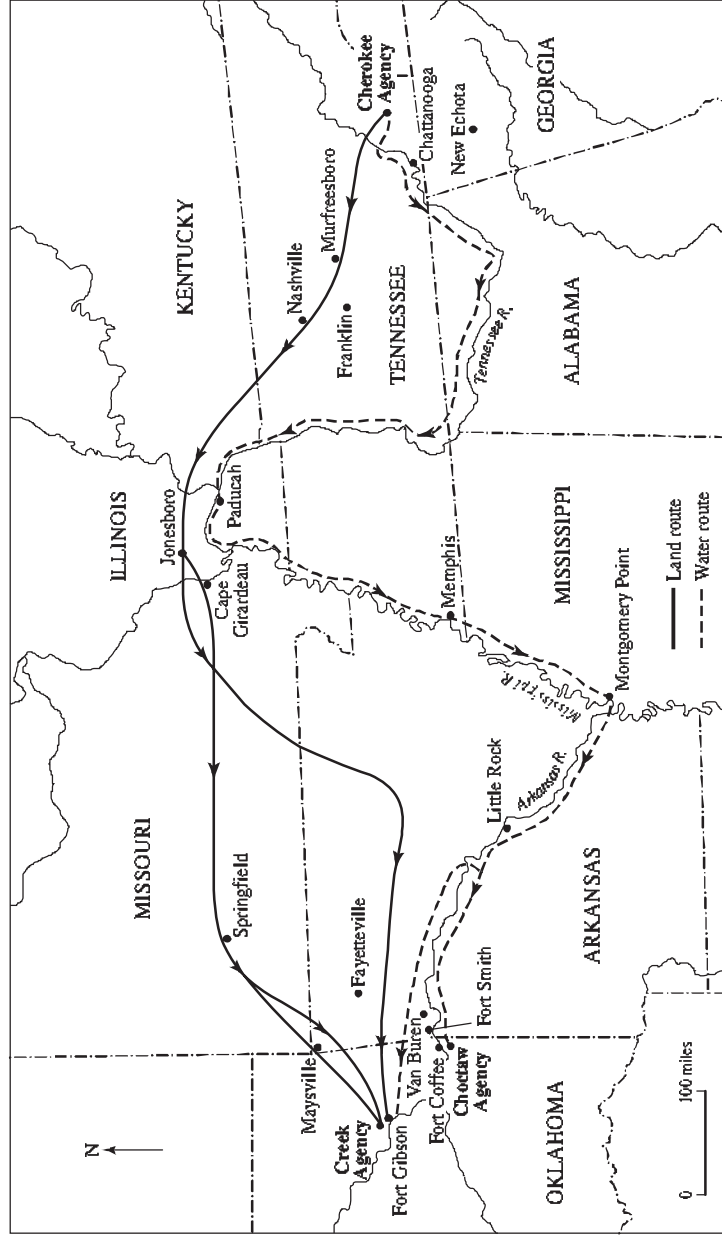 N
MISSOURI
ILLINOIS
KENTUCKY
Jonesboro
Cape
Girardeau
Paducah
Nashville
Murfreesboro
Franklin
TENNESSEE
Cherokee
Agency
Chattanooga
New Echota
GEORGIA
Springfield
Maysville
Fayetteville
Creek
Agency
Fort Gibson
Van Buren
Fort Coffee
Fort Smith
Choctaw
Agency
OKLAHOMA
ARKANSAS
Little Rock
Arkansas R.
Memphis
Mississippi R.
Montgomery Point
MISSISSIPPI
Tennessee R.
ALABAMA
Land route
Water route
0
100 miles